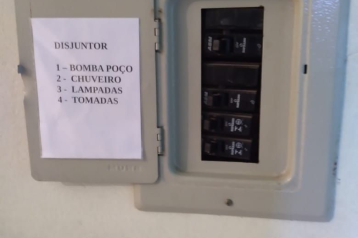 DISJUNTOR
1 – BOMBA POÇO
2 - CHUVEIRO
3 - LAMPADAS
4 - TOMADAS